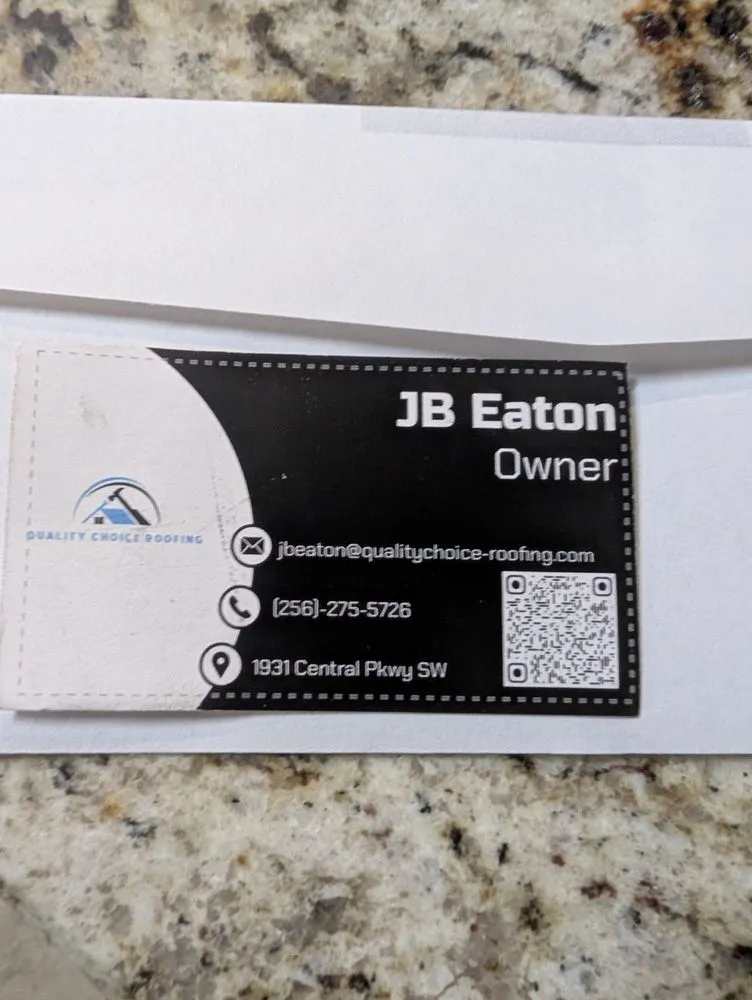 JB Eaton
Owner
QUALITY CHOICE ROOFING
jbeaton@qualitychoice-roofing.com
(256)-275-5726
1931 Central Pkwy SW